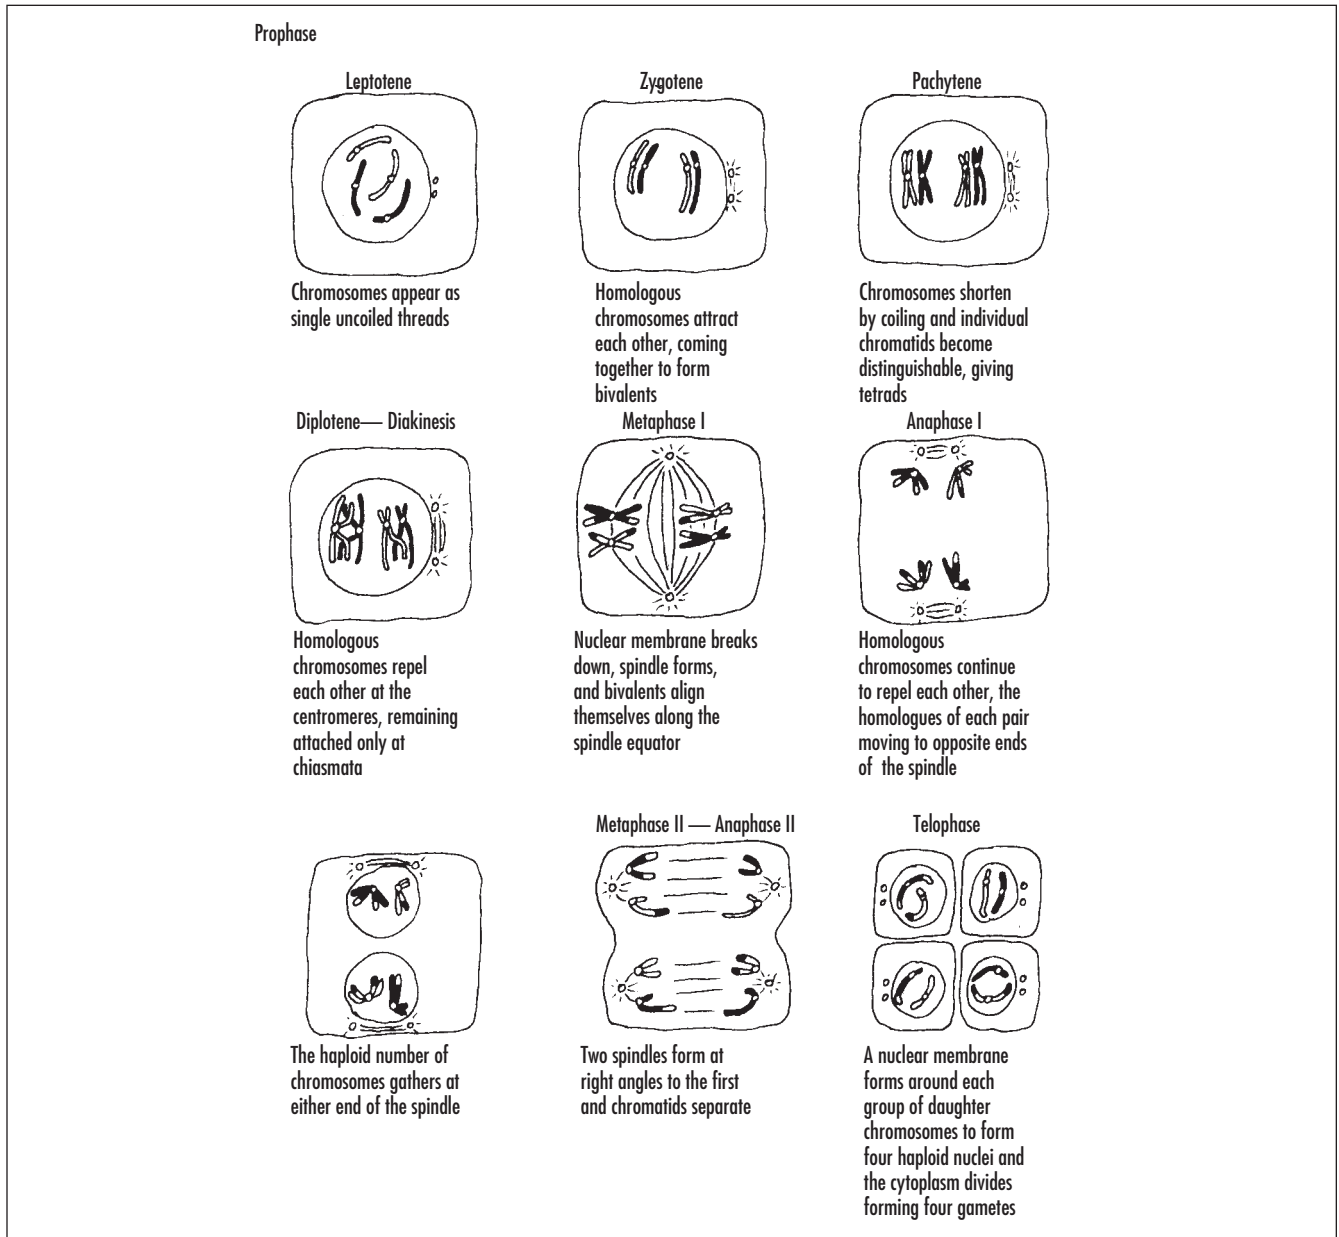 Prophase
Leptotene
Chromosomes appear as
single uncoiled threads
Zygotene
Homologous
chromosomes attract
each other, coming
together to form
bivalents
Pachytene
Chromosomes shorten
by coiling and individual
chromatids become
distinguishable, giving
tetrads
Diplotene— Diakinesis
Homologous
chromosomes repel
each other at the
centromeres, remaining
attached only at
chiasmata
Metaphase I
Nuclear membrane breaks
down, spindle forms,
and bivalents align
themselves along the
spindle equator
Anaphase I
Homologous
chromosomes continue
to repel each other, the
homologues of each pair
moving to opposite ends
of the spindle
The haploid number of
chromosomes gathers at
either end of the spindle
Metaphase II — Anaphase II
Two spindles form at
right angles to the first
and chromatids separate
Telophase
A nuclear membrane
forms around each
group of daughter
chromosomes to form
four haploid nuclei and
the cytoplasm divides
forming four gametes